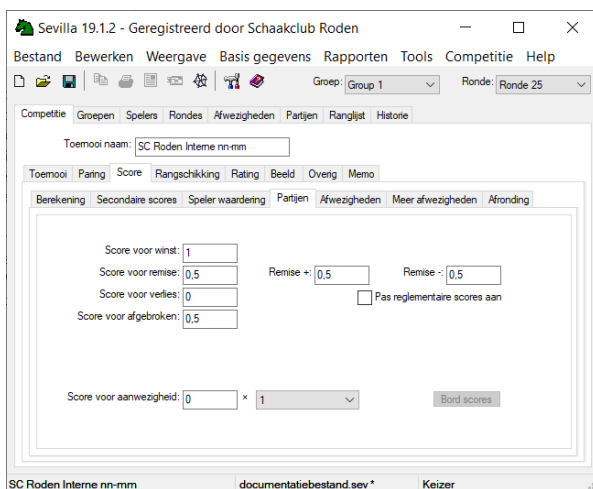 Sevilla 19.1.2 - Geregistreerd door Schaakclub Roden
Bestand Bewerken Weergave Basis gegevens Rapporten Tools Competitie Help
Groep: Group 1 Ronde: Ronde 25
Competitie Groepen Spelers Rondes Afwezigheden Partijen Ranglijst Historie
Toernooi naam: SC Roden Interne nn-mm
Toernooi Paring Score Rangschikking Rating Beeld Overig Memo
Berekening Secondaire scores Speler waardering Partijen Afwezigheden Meer afwezigheden Afronding
Score voor winst: 1
Score voor remise: 0,5 Remise +: 0,5 Remise -: 0,5
Score voor verlies: 0 Pas reglementaire scores aan
Score voor afgebroken: 0,5
Score voor aanwezigheid: 0 × 1 Bord scores
SC Roden Interne nn-mm documentatiebestand.sev * Keizer